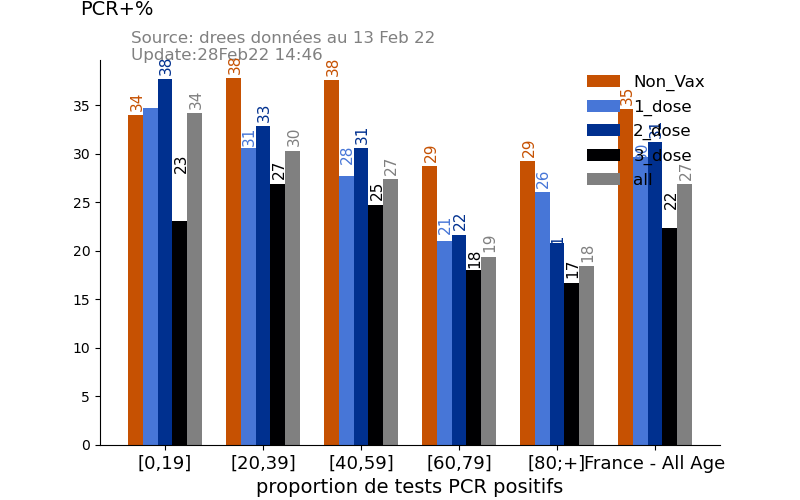 PCR+%
Source: drees données au 13 Feb 22
Update:28Feb22 14:46
38 38 38
34 23 34
31 33 27 30
28 31 25 27
29 21 22 18 19
29 26 17 18
35 22 27
Non_Vax
1_dose
2_dose
3_dose
all
35
30
25
20
15
10
5
0
[0,19] [20,39] [40,59] [60,79] [80;+] France - All Age
proportion de tests PCR positifs